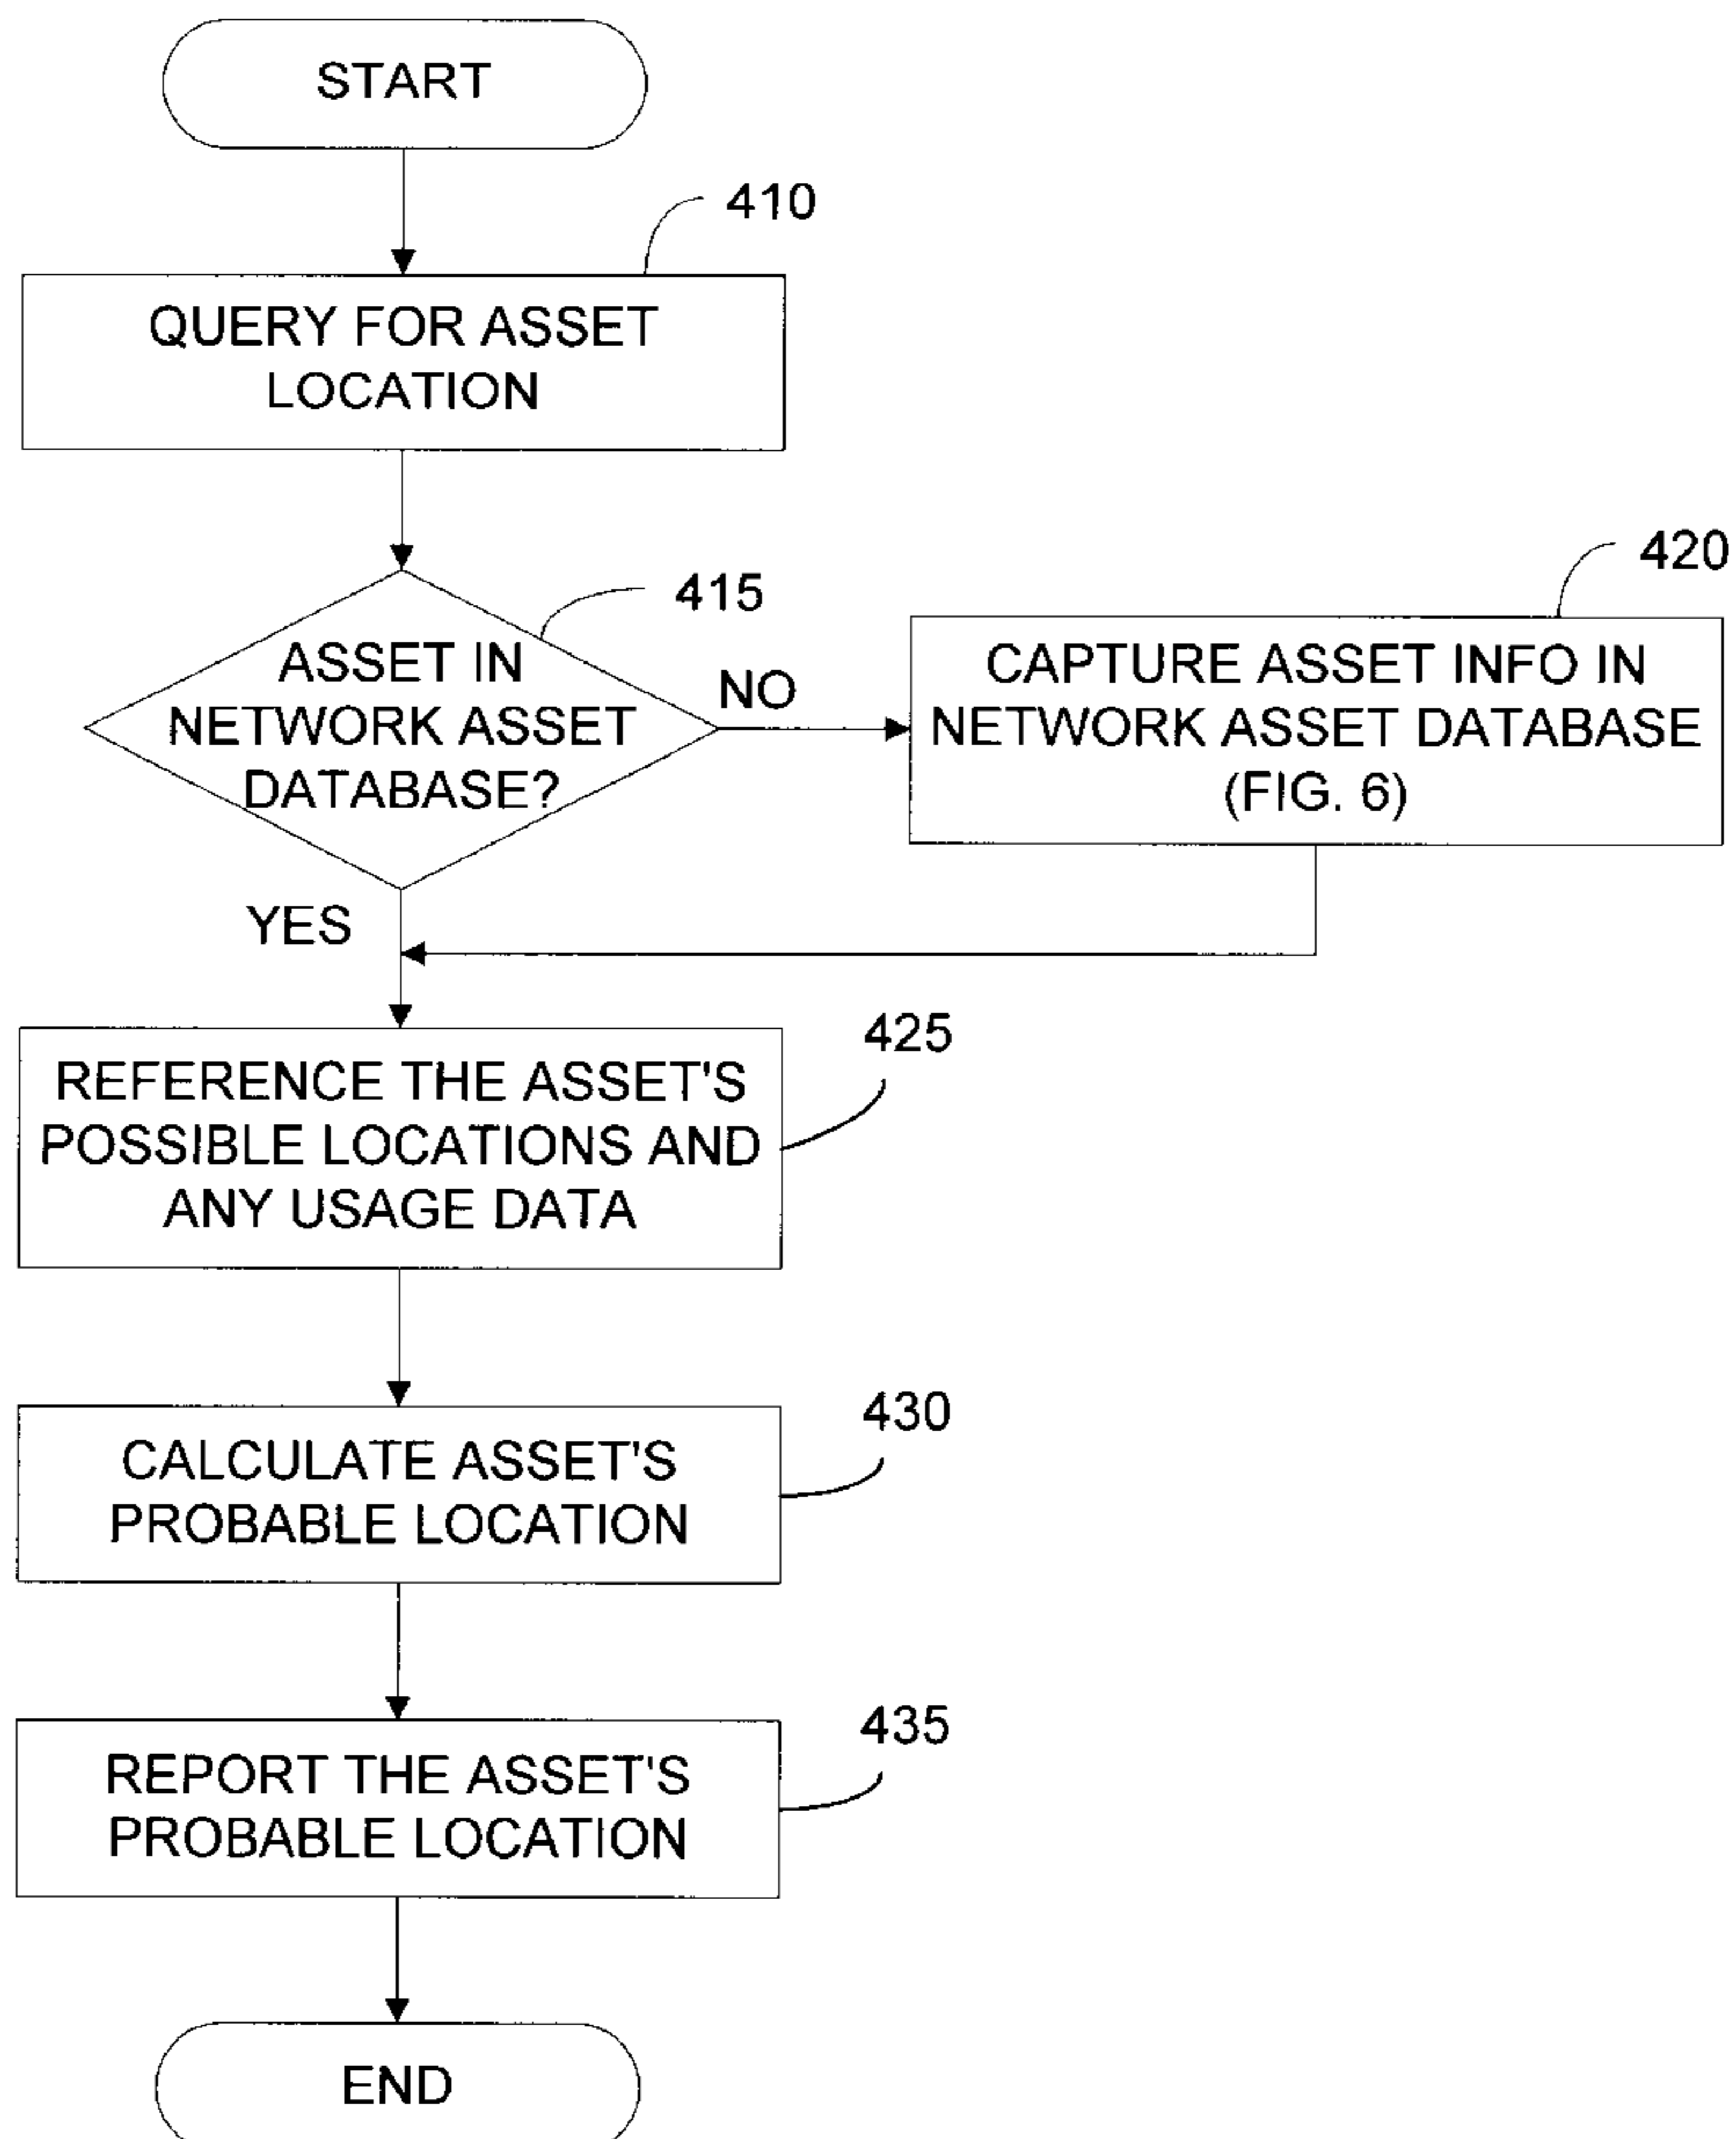 START
410
QUERY FOR ASSET
LOCATION
415
ASSET IN
NETWORK ASSET
DATABASE?
NO
420
CAPTURE ASSET INFO IN
NETWORK ASSET DATABASE
(FIG. 6)
YES
425
REFERENCE THE ASSET'S
POSSIBLE LOCATIONS AND
ANY USAGE DATA
430
CALCULATE ASSET'S
PROBABLE LOCATION
435
REPORT THE ASSET'S
PROBABLE LOCATION
END